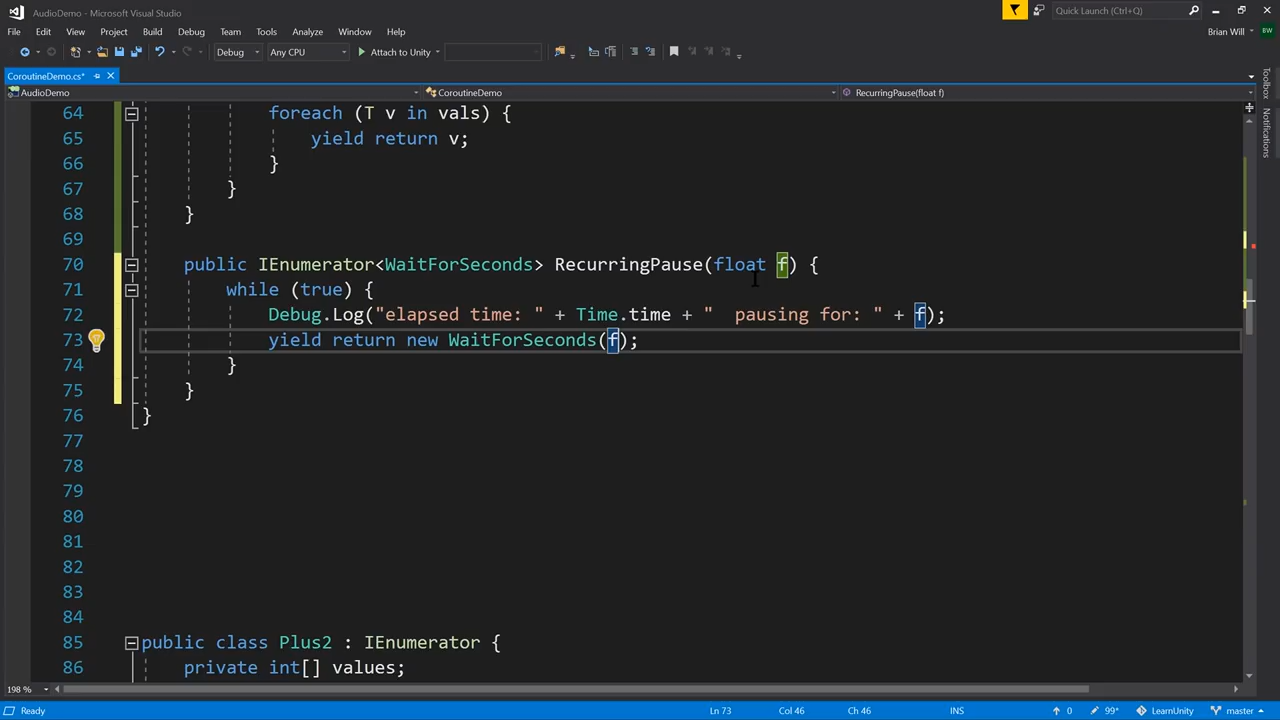 AudioDemo - Microsoft Visual Studio
Quick Launch (Ctrl+Q)
File Edit View Project Build Debug Team Tools Analyze Window Help
Brian Will BW
Debug Any CPU Attach to Unity
CoroutineDemo.cs*
AudioDemo CoroutineDemo RecurringPause(float f)
Toolbox
Notifications
64 foreach (T v in vals) {
65 yield return v;
66 }
67 }
68 }
69
70 public IEnumerator<WaitForSeconds> RecurringPause(float f) {
71 while (true) {
72 Debug.Log("elapsed time: " + Time.time + "  pausing for: " + f);
73 yield return new WaitForSeconds(f);
74 }
75 }
76 }
77
78
79
80
81
82
83
84
85 public class Plus2 : IEnumerator {
86 private int[] values;
198 %
Ready Ln 73 Col 46 Ch 46 INS 0 99* LearnUnity master